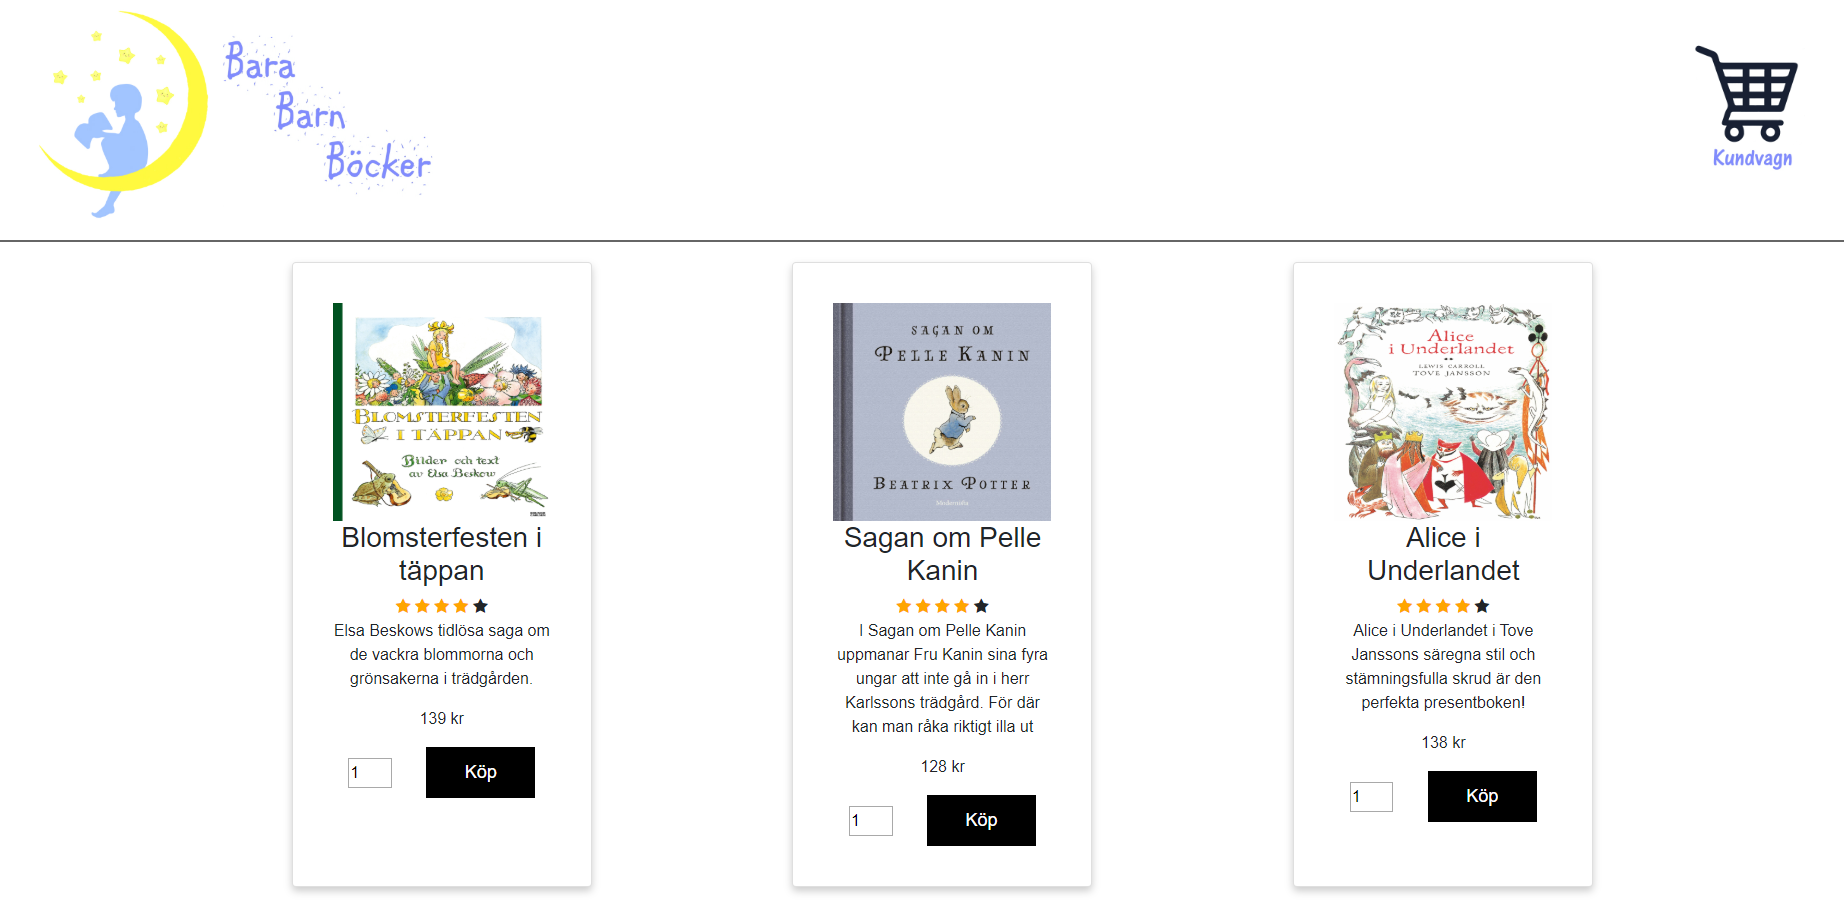 Bara
Barn
Böcker
Kundvagn
BLOMSTERFESTEN
I TÄPPAN
Bilder och text
av Elsa Beskow
Blomsterfesten i
täppan
Elsa Beskows tidlösa saga om
de vackra blommorna och
grönsakerna i trädgården.
139 kr
1
Köp
SAGAN OM
PELLE KANIN
BEATRIX POTTER
Modernista
Sagan om Pelle
Kanin
I Sagan om Pelle Kanin
uppmanar Fru Kanin sina fyra
ungar att inte gå in i herr
Karlssons trädgård. För där
kan man råka riktigt illa ut
128 kr
1
Köp
Alice
i Underlandet
LEWIS CARROLL
TOVE JANSSON
Alice i
Underlandet
Alice i Underlandet i Tove
Janssons säregna stil och
stämningsfulla skrud är den
perfekta presentboken!
138 kr
1
Köp